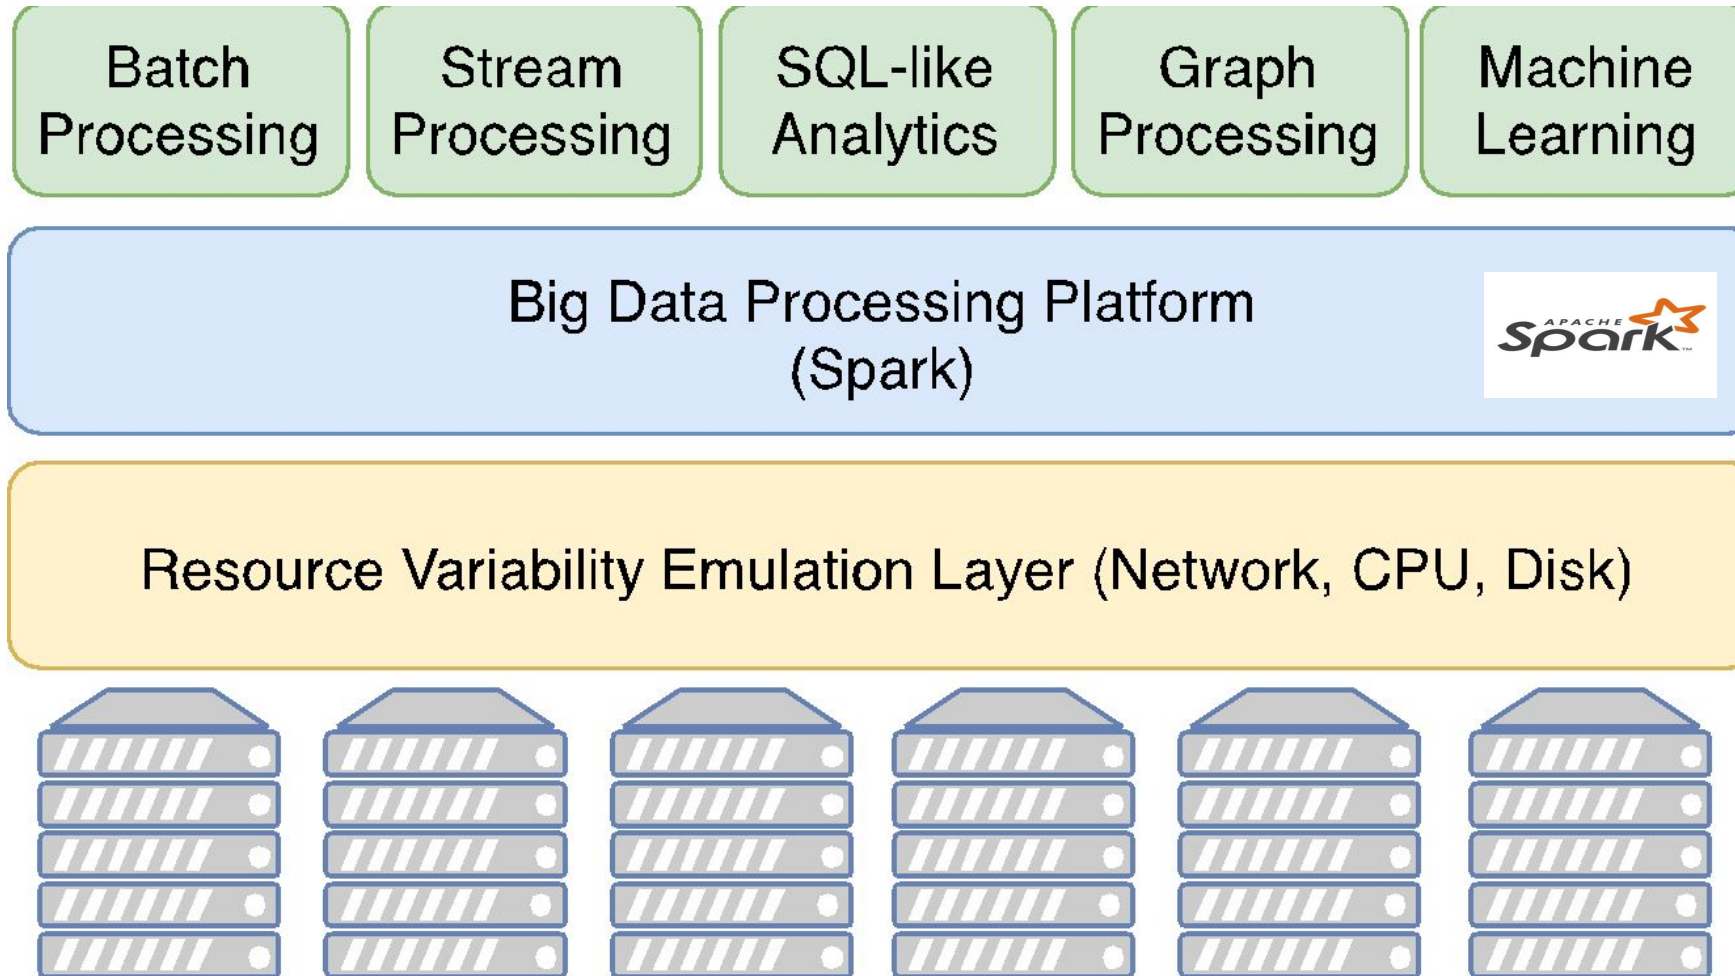 Batch
Processing
Stream
Processing
SQL-like
Analytics
Graph
Processing
Machine
Learning
Big Data Processing Platform
(Spark)
APACHE
Spark™
Resource Variability Emulation Layer (Network, CPU, Disk)